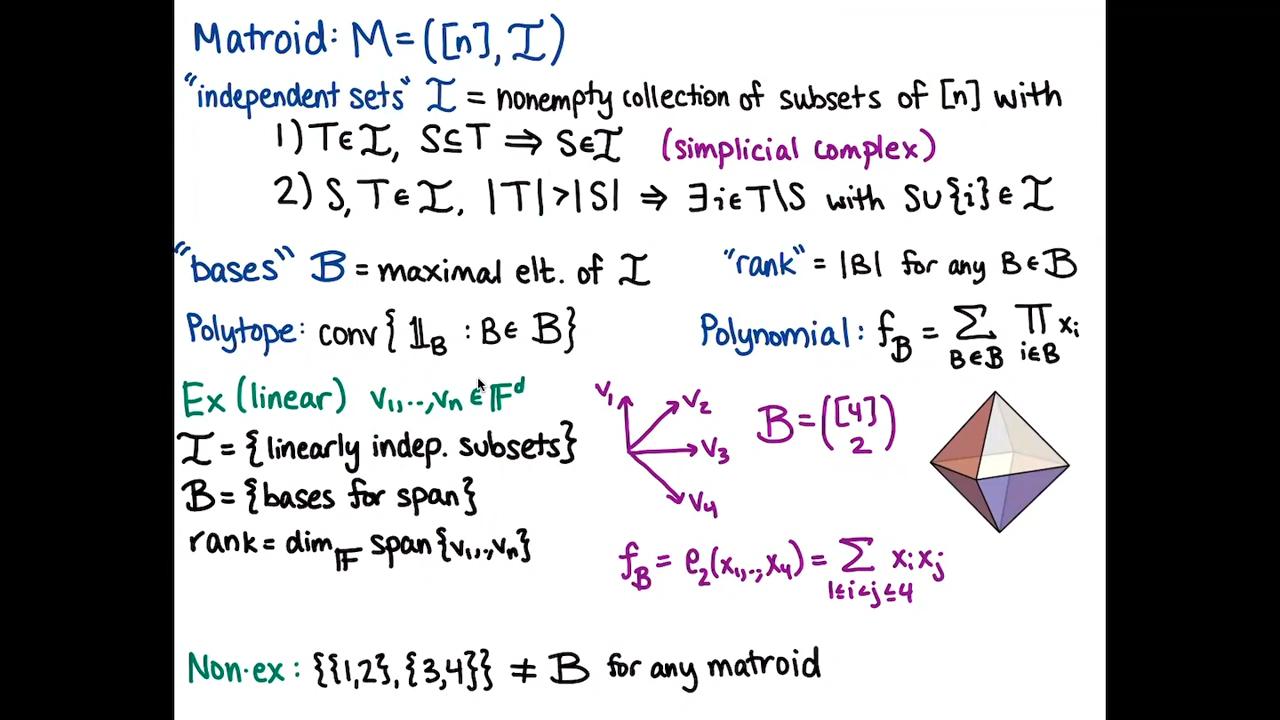 Matroid: M = ([n], ℐ)
"independent sets" ℐ = nonempty collection of subsets of [n] with
1) T ∈ ℐ, S ⊆ T ⇒ S ∈ ℐ (simplicial complex)
2) S, T ∈ ℐ, |T| > |S| ⇒ ∃ i ∈ T\S with S∪{i} ∈ ℐ
"bases" ℬ = maximal elt. of ℐ
"rank" = |B| for any B ∈ ℬ
Polytope: conv{ 𝟙_B : B ∈ ℬ}
Polynomial: f_ℬ = ∑_{B∈ℬ} ∏_{i∈B} x_i
Ex (linear) v_1,..,v_n ∈ 𝔽^d
ℐ = {linearly indep. subsets}
ℬ = {bases for span}
rank = dim_𝔽 span{v_1,..,v_n}
v_1
v_2
v_3
v_4
ℬ = ([4] 2)
f_ℬ = e_2(x_1,..,x_4) = ∑_{1≤i<j≤4} x_i x_j
Non-ex: {{1,2},{3,4}} ≠ ℬ for any matroid